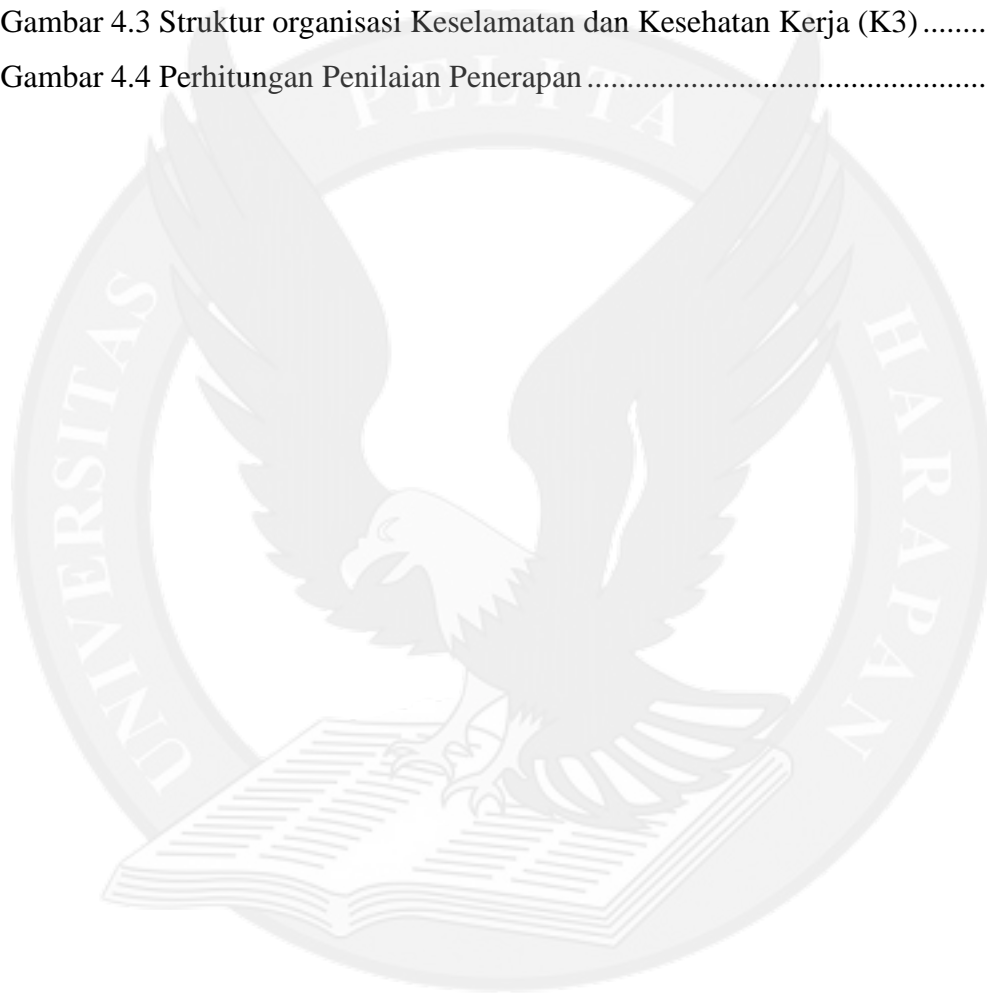 Gambar 4.3 Struktur organisasi Keselamatan dan Kesehatan Kerja (K3) ........
Gambar 4.4 Perhitungan Penilaian Penerapan .................................................
UNIVERSITAS PELITA HARAPAN